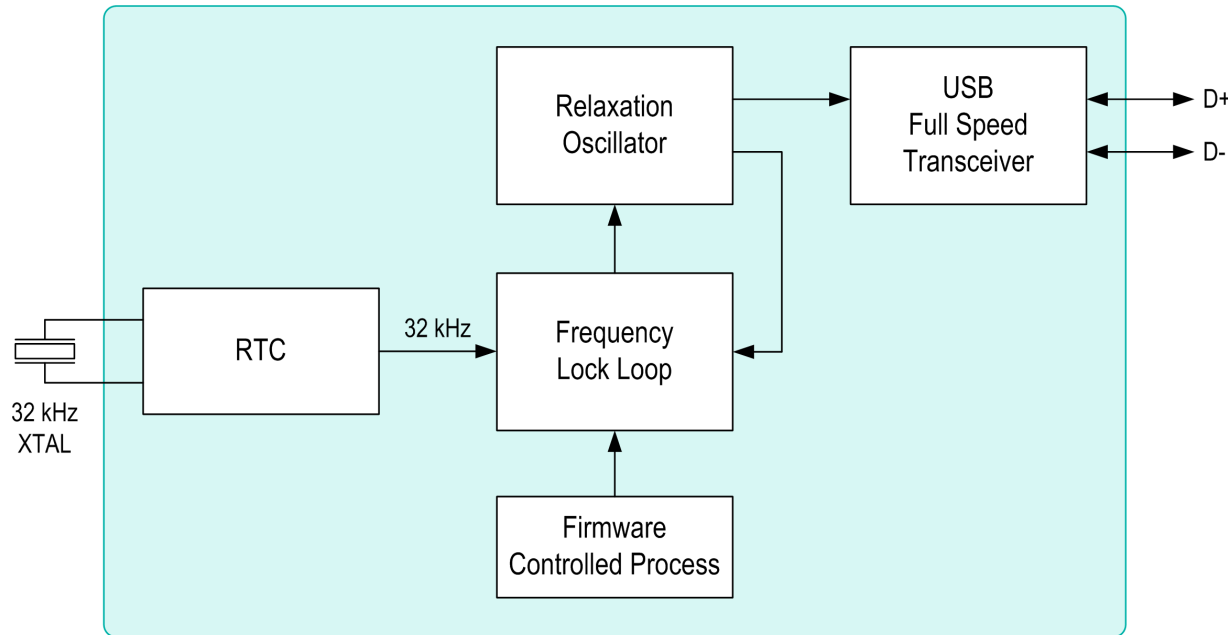 Relaxation
Oscillator
USB
Full Speed
Transceiver
D+
D-
RTC
32 kHz
Frequency
Lock Loop
32 kHz
XTAL
Firmware
Controlled Process